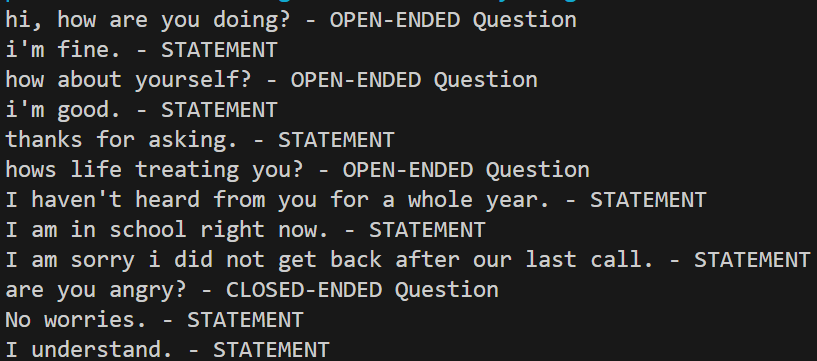 hi, how are you doing? - OPEN-ENDED Question
i'm fine. - STATEMENT
how about yourself? - OPEN-ENDED Question
i'm good. - STATEMENT
thanks for asking. - STATEMENT
hows life treating you? - OPEN-ENDED Question
I haven't heard from you for a whole year. - STATEMENT
I am in school right now. - STATEMENT
I am sorry i did not get back after our last call. - STATEMENT
are you angry? - CLOSED-ENDED Question
No worries. - STATEMENT
I understand. - STATEMENT